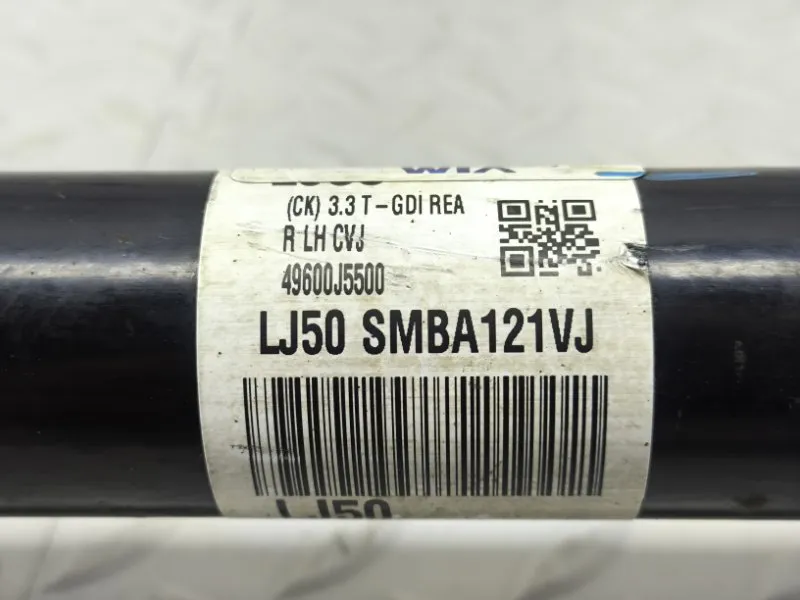 (CK) 3.3 T-GDI REA
R LH CVJ
49600J5500
LJ50 SMBA121VJ
LJ50